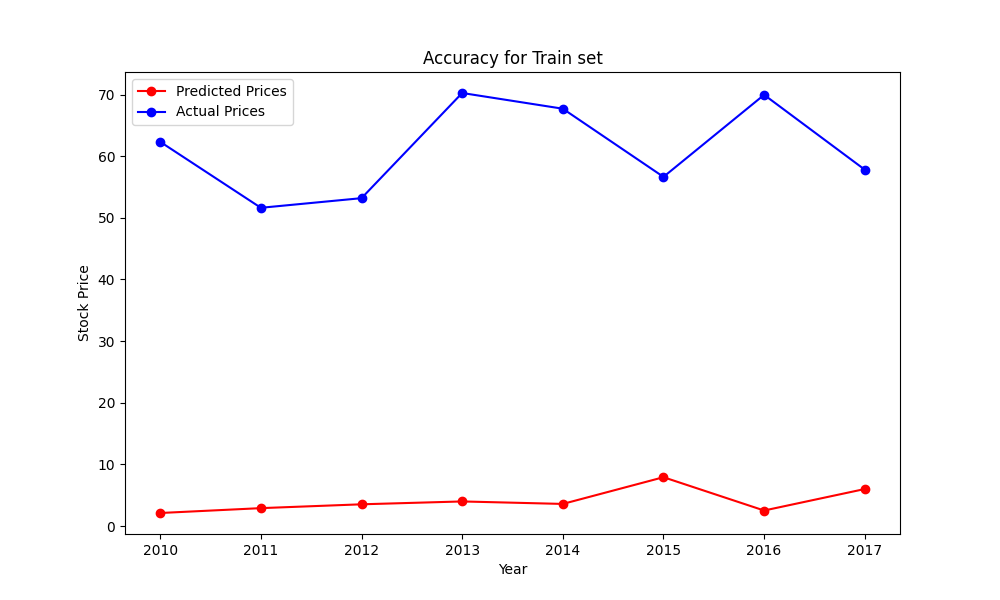 Accuracy for Train set
Predicted Prices
Actual Prices
70
60
50
40
30
20
10
0
Stock Price
2010 2011 2012 2013 2014 2015 2016 2017
Year